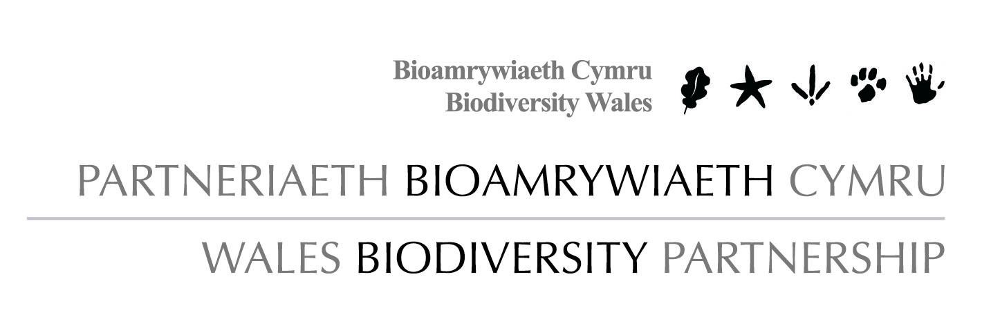 Bioamrywiaeth Cymru
Biodiversity Wales
PARTNERIAETH BIOAMRYWIAETH CYMRU
WALES BIODIVERSITY PARTNERSHIP